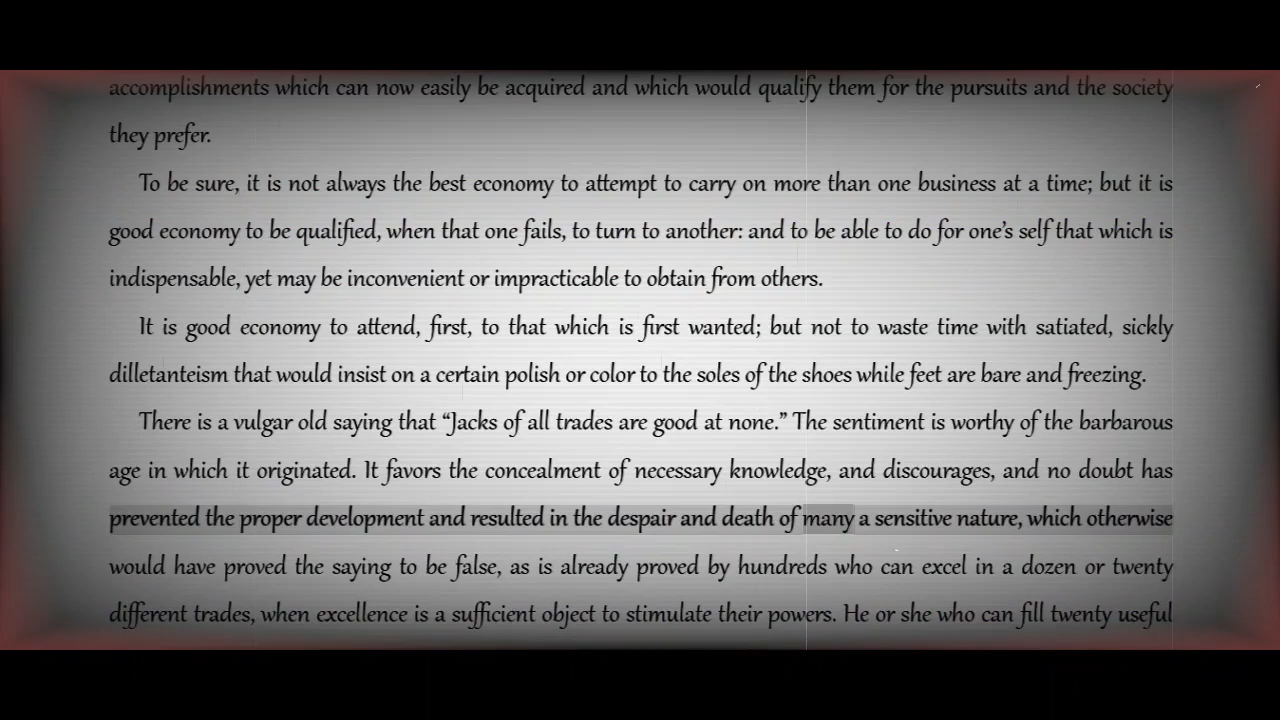 accomplishments which can now easily be acquired and which would qualify them for the pursuits and the society
they prefer.
To be sure, it is not always the best economy to attempt to carry on more than one business at a time; but it is
good economy to be qualified, when that one fails, to turn to another: and to be able to do for one’s self that which is
indispensable, yet may be inconvenient or impracticable to obtain from others.
It is good economy to attend, first, to that which is first wanted; but not to waste time with satiated, sickly
dilletanteism that would insist on a certain polish or color to the soles of the shoes while feet are bare and freezing.
There is a vulgar old saying that “Jacks of all trades are good at none.” The sentiment is worthy of the barbarous
age in which it originated. It favors the concealment of necessary knowledge, and discourages, and no doubt has
prevented the proper development and resulted in the despair and death of many a sensitive nature, which otherwise
would have proved the saying to be false, as is already proved by hundreds who can excel in a dozen or twenty
different trades, when excellence is a sufficient object to stimulate their powers. He or she who can fill twenty useful